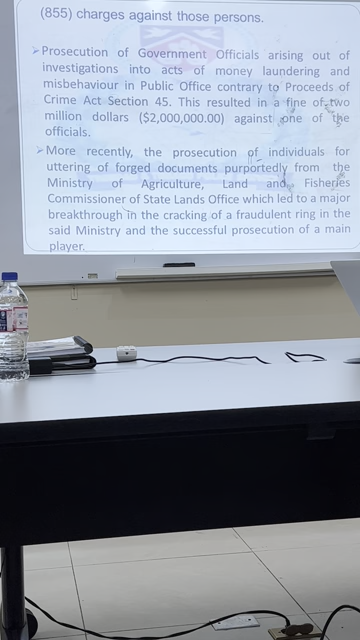 (855) charges against those persons.
➢Prosecution of Government Officials arising out of
investigations into acts of money laundering and
misbehaviour in Public Office contrary to Proceeds of
Crime Act Section 45. This resulted in a fine of two
million dollars ($2,000,000.00) against one of the
officials.
➢More recently, the prosecution of individuals for
uttering of forged documents purportedly from the
Ministry of Agriculture, Land and Fisheries
Commissioner of State Lands Office which led to a major
breakthrough in the cracking of a fraudulent ring in the
said Ministry and the successful prosecution of a main
player.